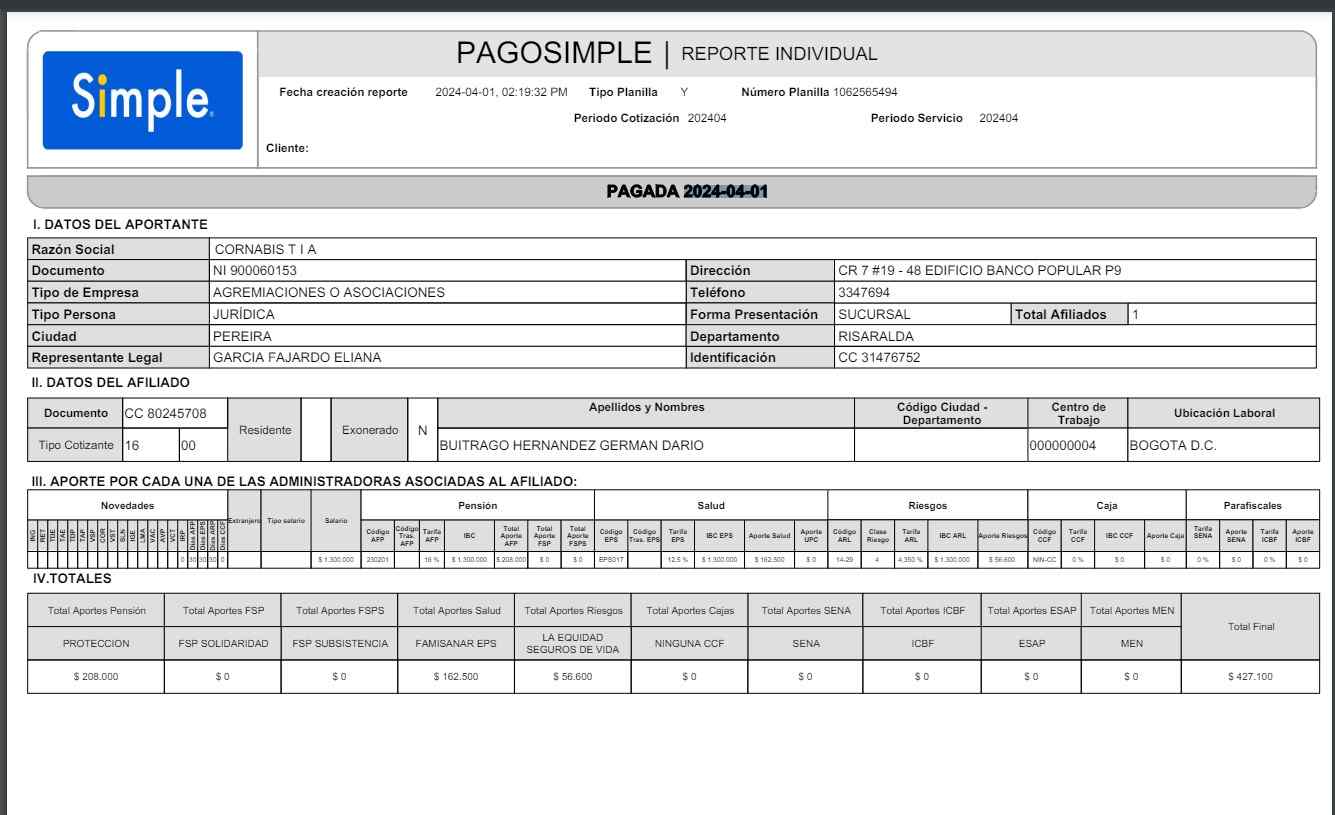 Simple.
PAGOSIMPLE | REPORTE INDIVIDUAL
Fecha creación reporte 2024-04-01, 02:19:32 PM Tipo Planilla Y Número Planilla 1062565494
Periodo Cotización 202404 Periodo Servicio 202404
Cliente:
PAGADA 2024-04-01
I. DATOS DEL APORTANTE
Razón Social CORNABIS T I A
Documento NI 900060153 Dirección CR 7 #19 - 48 EDIFICIO BANCO POPULAR P9
Tipo de Empresa AGREMIACIONES O ASOCIACIONES Teléfono 3347694
Tipo Persona JURÍDICA Forma Presentación SUCURSAL Total Afiliados 1
Ciudad PEREIRA Departamento RISARALDA
Representante Legal GARCIA FAJARDO ELIANA Identificación CC 31476752
II. DATOS DEL AFILIADO
Documento CC 80245708 Residente Exonerado N Apellidos y Nombres Código Ciudad - Departamento Centro de Trabajo Ubicación Laboral
Tipo Cotizante 16 00 BUITRAGO HERNANDEZ GERMAN DARIO 000000004 BOGOTA D.C.
III. APORTE POR CADA UNA DE LAS ADMINISTRADORAS ASOCIADAS AL AFILIADO:
Novedades Extranjero Tipo salario Salario Pensión Salud Riesgos Caja Parafiscales
ING RET TDE TAE TDP TAP VSP COR VST SLN IGE LMA VAC AVP VCT IRP Dias AFP Dias EPS Dias ARP Dias CCF Código AFP Código Tras. AFP Tarifa AFP IBC Total Aporte AFP Total Aporte FSP Total Aporte FSPS Código EPS Código Tras. EPS Tarifa EPS IBC EPS Aporte Salud Aporte UPC Código ARL Clase Riesgo Tarifa ARL IBC ARL Aporte Riesgos Código CCF Tarifa CCF IBC CCF Aporte Caja Tarifa SENA Aporte SENA Tarifa ICBF Aporte ICBF
0 30 30 30 0 $ 1.300.000 230201 16 % $ 1.300.000 $ 208.000 $ 0 $ 0 EPS017 12,5 % $ 1.300.000 $ 162.500 $ 0 14-29 4 4,350 % $ 1.300.000 $ 56.600 NIN-CC 0 % $ 0 $ 0 0 % $ 0 0 % $ 0
IV.TOTALES
Total Aportes Pensión Total Aportes FSP Total Aportes FSPS Total Aportes Salud Total Aportes Riesgos Total Aportes Cajas Total Aportes SENA Total Aportes ICBF Total Aportes ESAP Total Aportes MEN Total Final
PROTECCION FSP SOLIDARIDAD FSP SUBSISTENCIA FAMISANAR EPS LA EQUIDAD SEGUROS DE VIDA NINGUNA CCF SENA ICBF ESAP MEN
$ 208.000 $ 0 $ 0 $ 162.500 $ 56.600 $ 0 $ 0 $ 0 $ 0 $ 0 $ 427.100